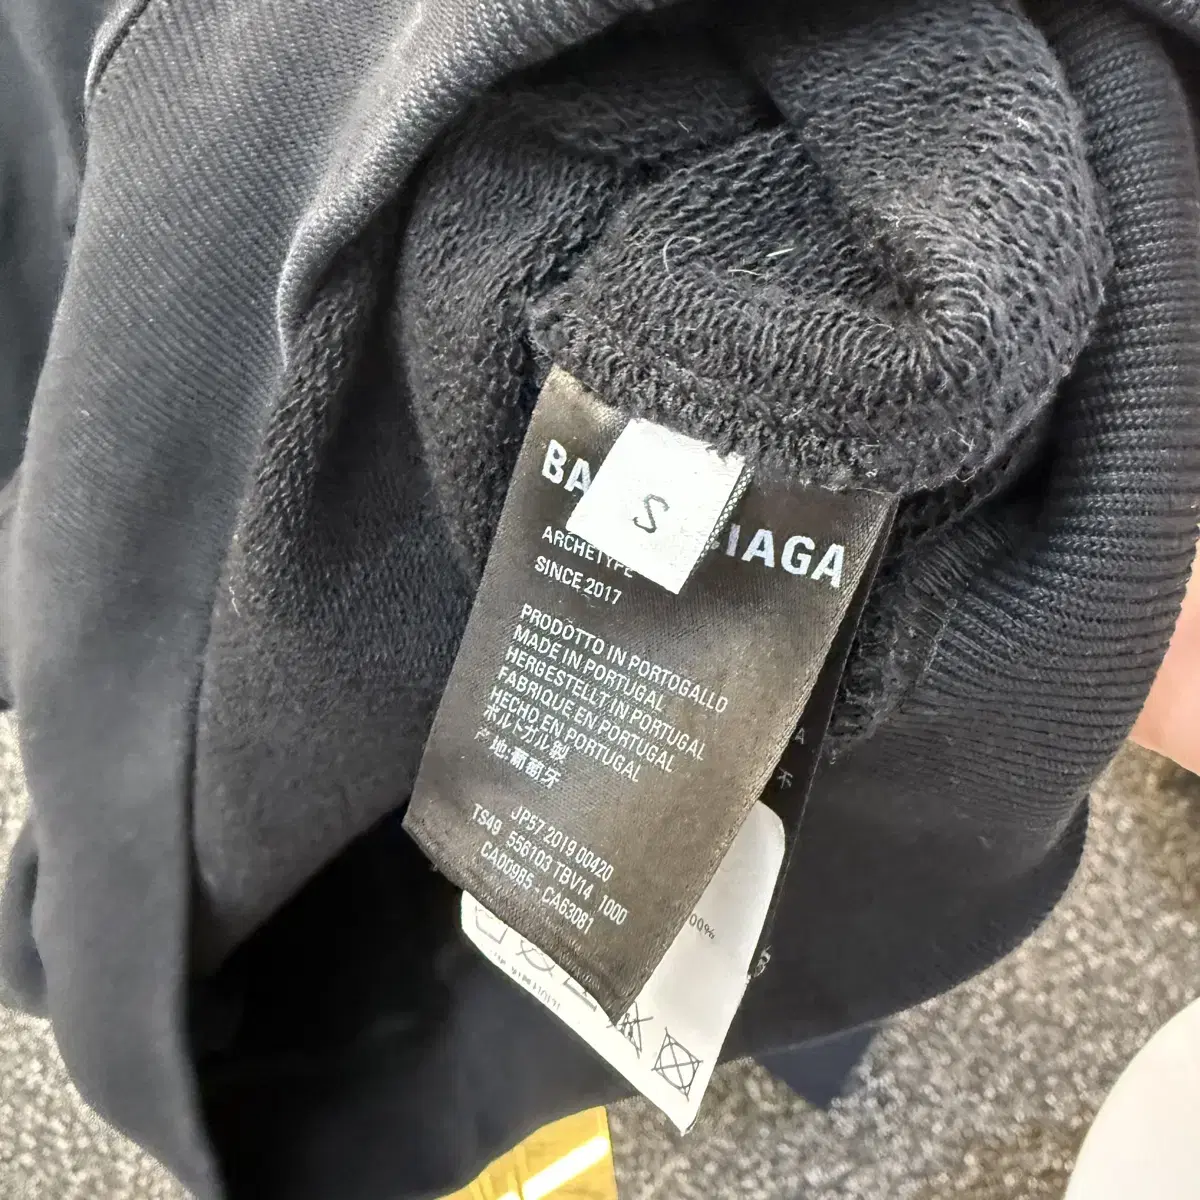 S
ARCHETYPE
SINCE 2017
PRODOTTO IN PORTOGALLO
MADE IN PORTUGAL
HERGESTELLT IN PORTUGAL
FABRIQUE EN PORTUGAL
HECHO EN PORTUGAL
ポルトガル製
产地:葡萄牙
JP57 2019 00420
TS49 556103 TBV14 1000
CA00985 - CA63081
A
不
00%